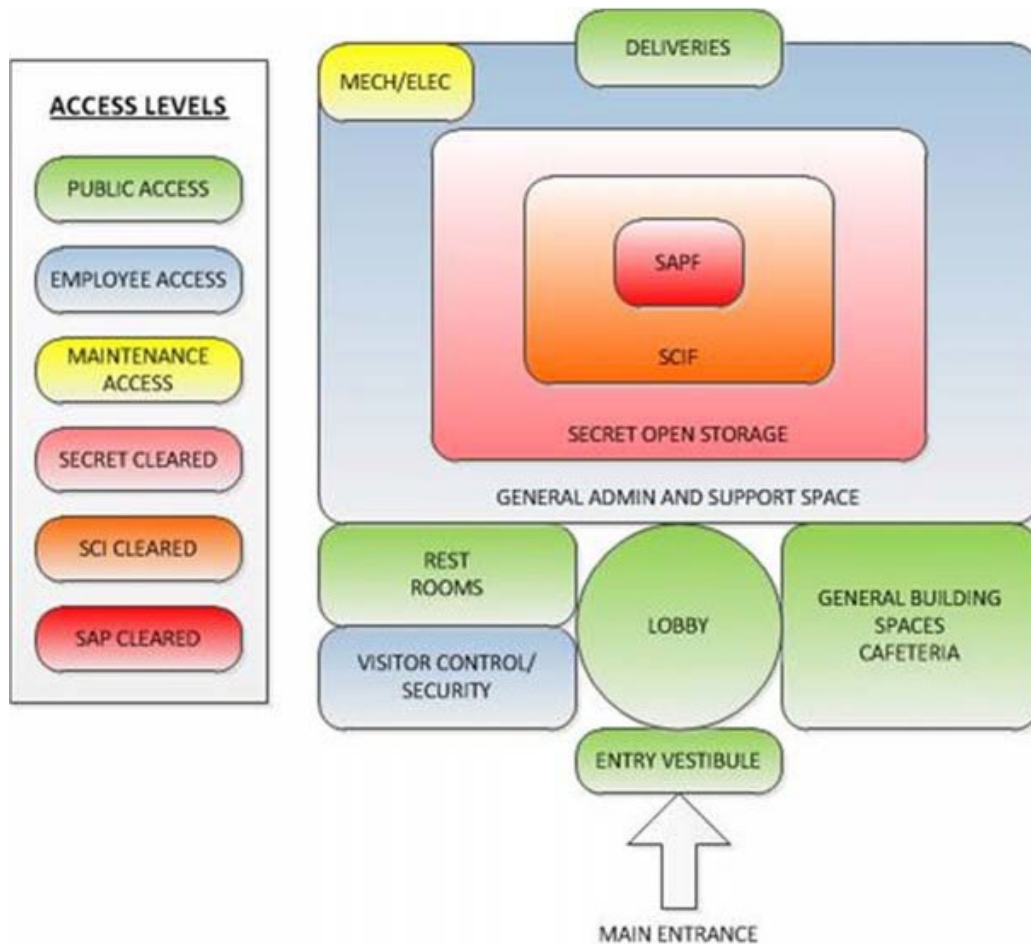 ACCESS LEVELS
PUBLIC ACCESS
EMPLOYEE ACCESS
MAINTENANCE
ACCESS
SECRET CLEARED
SCI CLEARED
SAP CLEARED
DELIVERIES
MECH/ELEC
SAPF
SCIF
SECRET OPEN STORAGE
GENERAL ADMIN AND SUPPORT SPACE
REST
ROOMS
VISITOR CONTROL/
SECURITY
LOBBY
GENERAL BUILDING
SPACES
CAFETERIA
ENTRY VESTIBULE
MAIN ENTRANCE